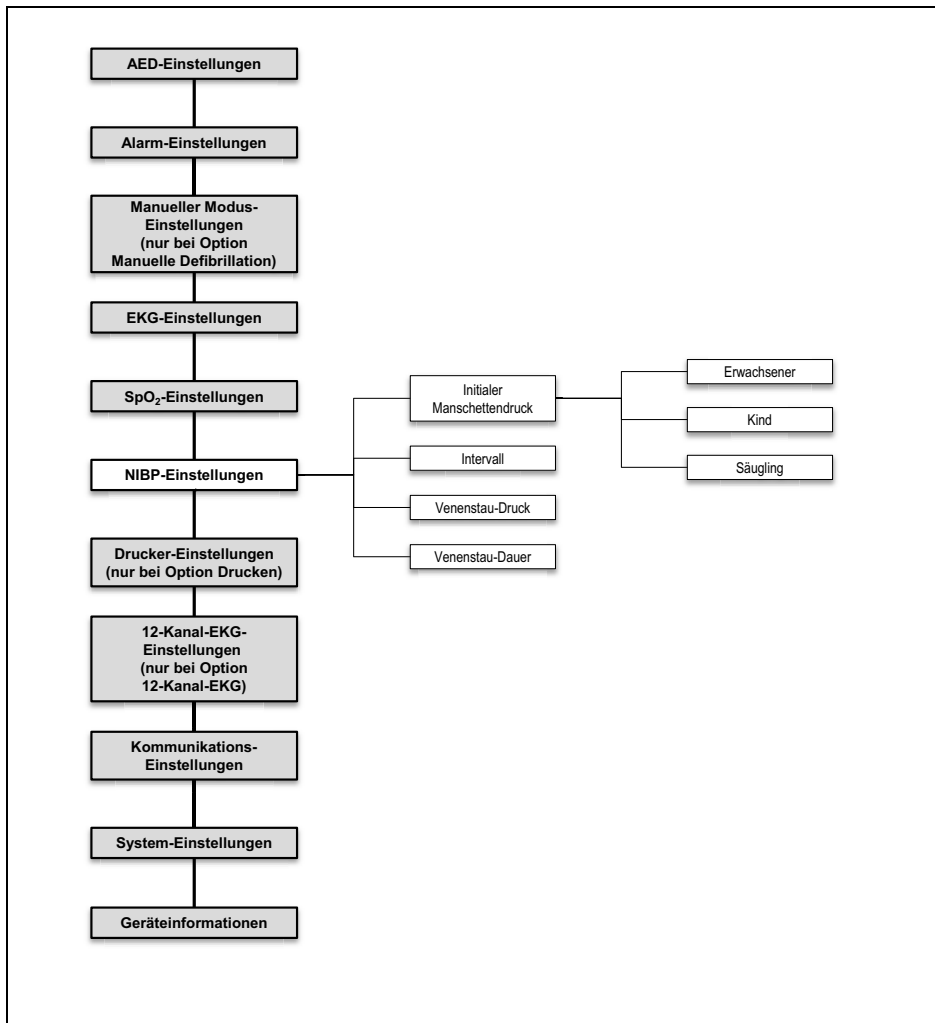 AED-Einstellungen
Alarm-Einstellungen
Manueller Modus-
Einstellungen
(nur bei Option
Manuelle Defibrillation)
EKG-Einstellungen
SpO₂-Einstellungen
NIBP-Einstellungen
Drucker-Einstellungen
(nur bei Option Drucken)
12-Kanal-EKG-
Einstellungen
(nur bei Option
12-Kanal-EKG)
Kommunikations-
Einstellungen
System-Einstellungen
Geräteinformationen
Initialer
Manschettendruck
Intervall
Venenstau-Druck
Venenstau-Dauer
Erwachsener
Kind
Säugling